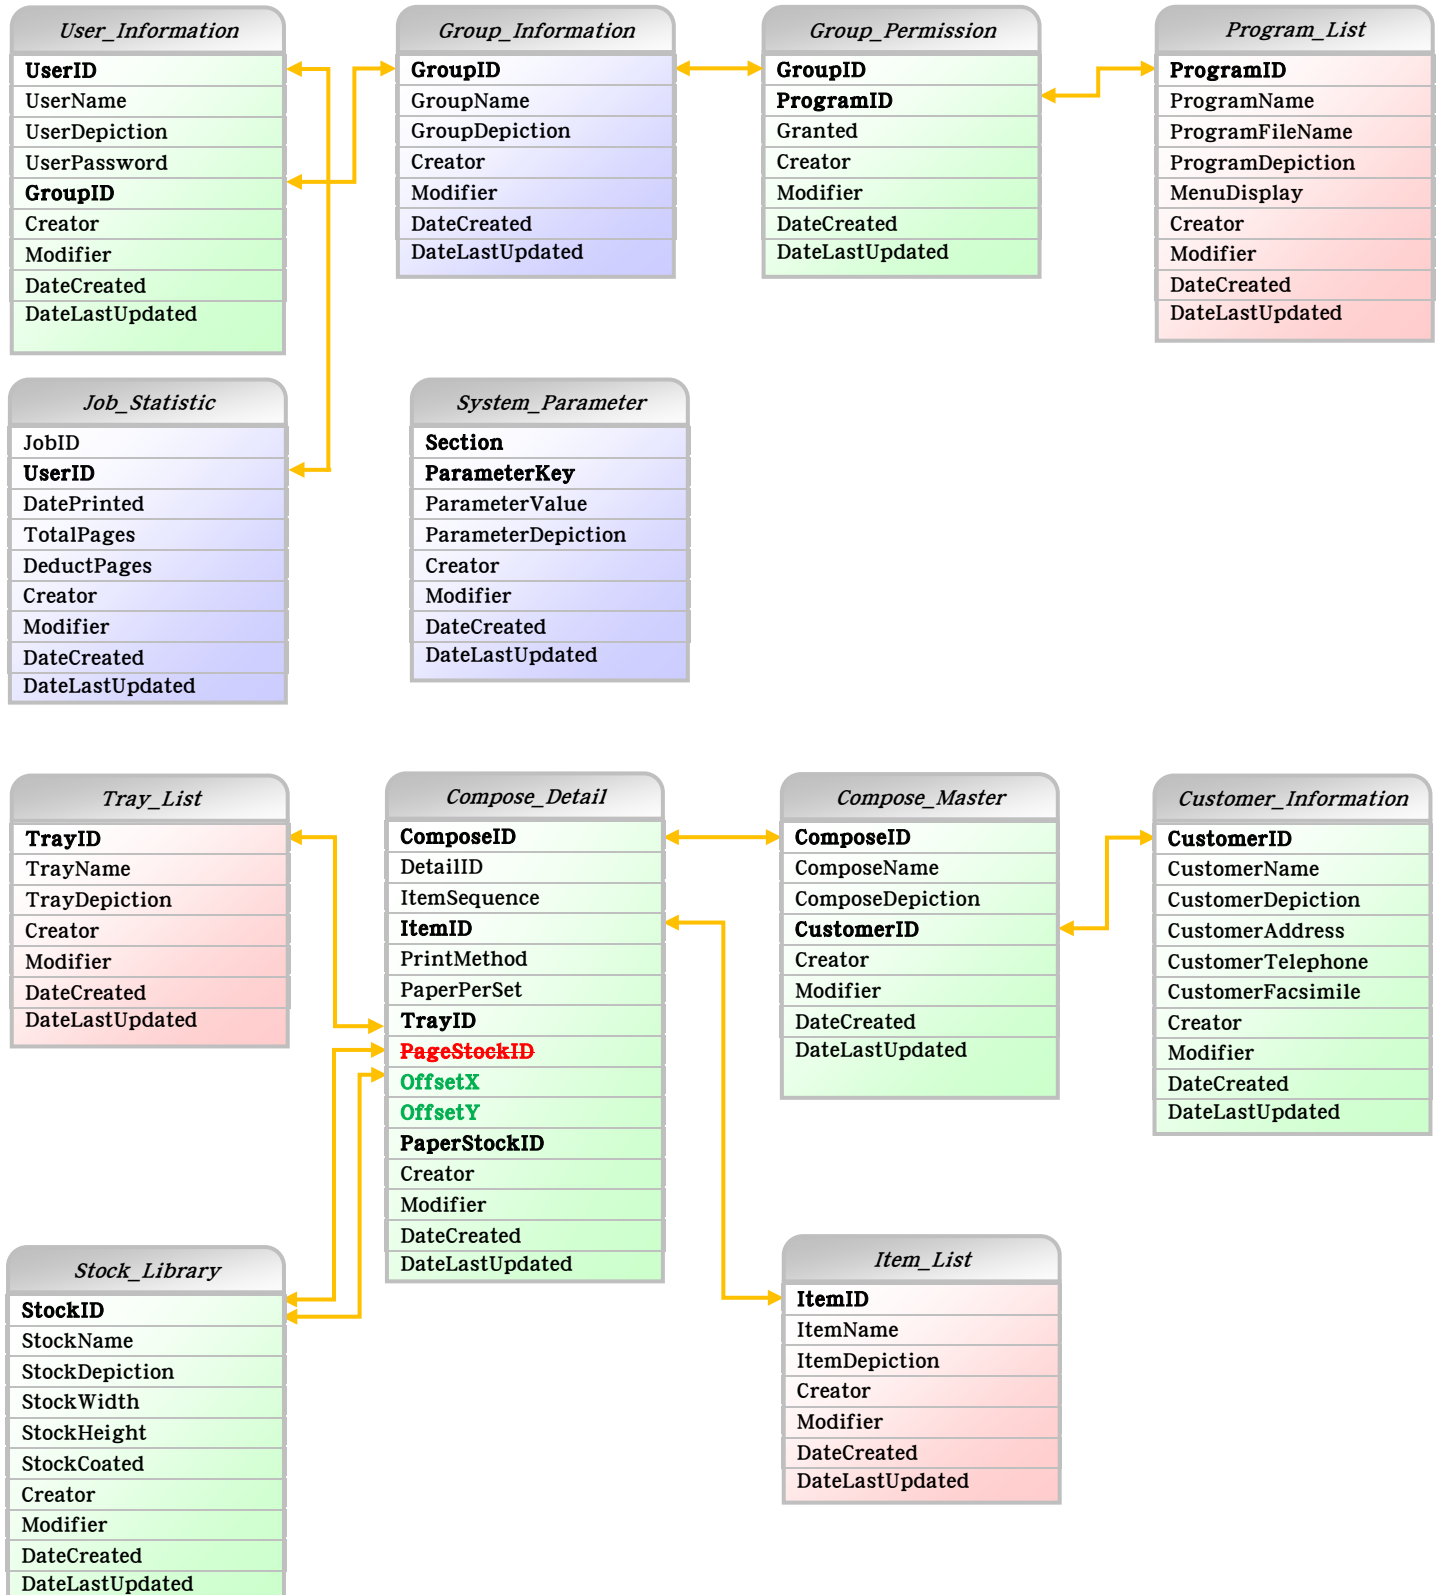 User_Information
UserID
UserName
UserDepiction
UserPassword
GroupID
Creator
Modifier
DateCreated
DateLastUpdated
Group_Information
GroupID
GroupName
GroupDepiction
Creator
Modifier
DateCreated
DateLastUpdated
Group_Permission
GroupID
ProgramID
Granted
Creator
Modifier
DateCreated
DateLastUpdated
Program_List
ProgramID
ProgramName
ProgramFileName
ProgramDepiction
MenuDisplay
Creator
Modifier
DateCreated
DateLastUpdated
Job_Statistic
JobID
UserID
DatePrinted
TotalPages
DeductPages
Creator
Modifier
DateCreated
DateLastUpdated
System_Parameter
Section
ParameterKey
ParameterValue
ParameterDepiction
Creator
Modifier
DateCreated
DateLastUpdated
Tray_List
TrayID
TrayName
TrayDepiction
Creator
Modifier
DateCreated
DateLastUpdated
Compose_Detail
ComposeID
DetailID
ItemSequence
ItemID
PrintMethod
PaperPerSet
TrayID
PageStockID
OffsetX
OffsetY
PaperStockID
Creator
Modifier
DateCreated
DateLastUpdated
Compose_Master
ComposeID
ComposeName
ComposeDepiction
CustomerID
Creator
Modifier
DateCreated
DateLastUpdated
Customer_Information
CustomerID
CustomerName
CustomerDepiction
CustomerAddress
CustomerTelephone
CustomerFacsimile
Creator
Modifier
DateCreated
DateLastUpdated
Stock_Library
StockID
StockName
StockDepiction
StockWidth
StockHeight
StockCoated
Creator
Modifier
DateCreated
DateLastUpdated
Item_List
ItemID
ItemName
ItemDepiction
Creator
Modifier
DateCreated
DateLastUpdated